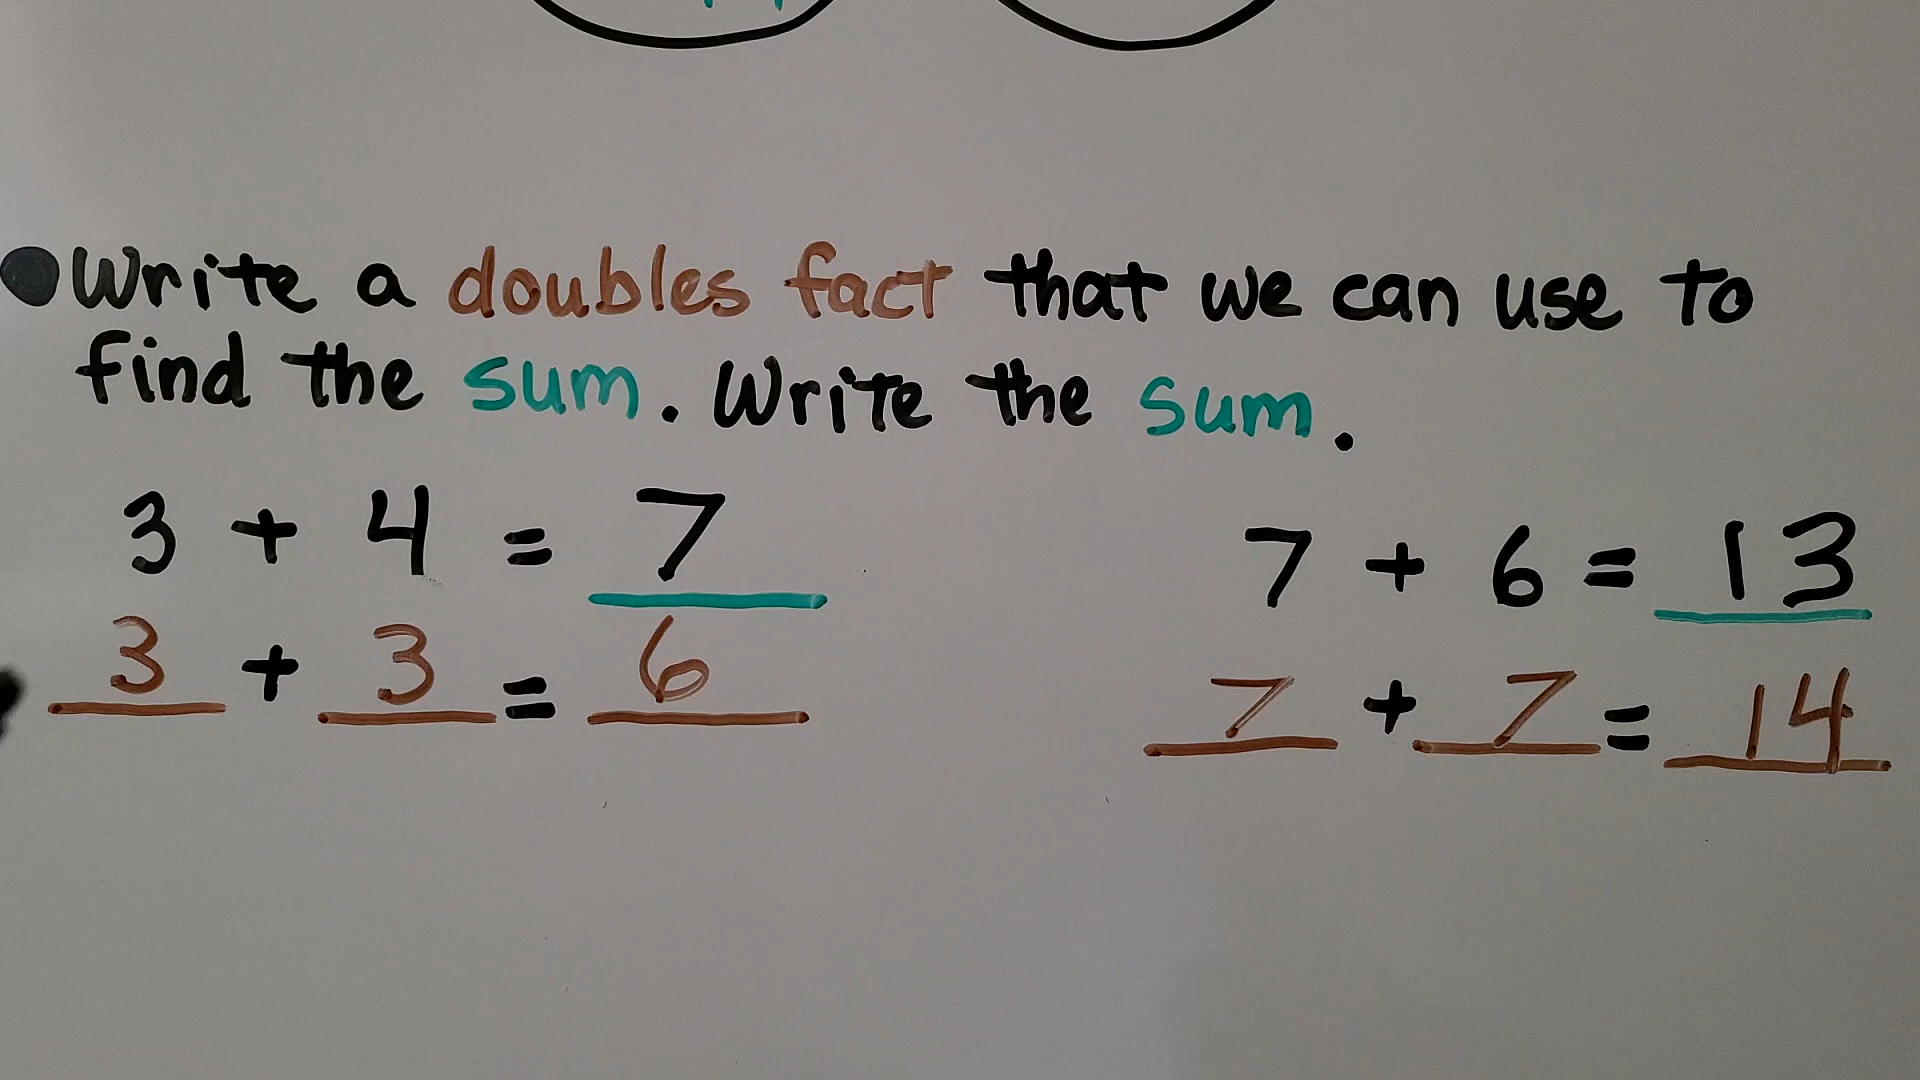 Write a doubles fact that we can use to
find the sum. Write the sum.
3 + 4 = 7
3 + 3 = 6
7 + 6 = 13
7 + 7 = 14